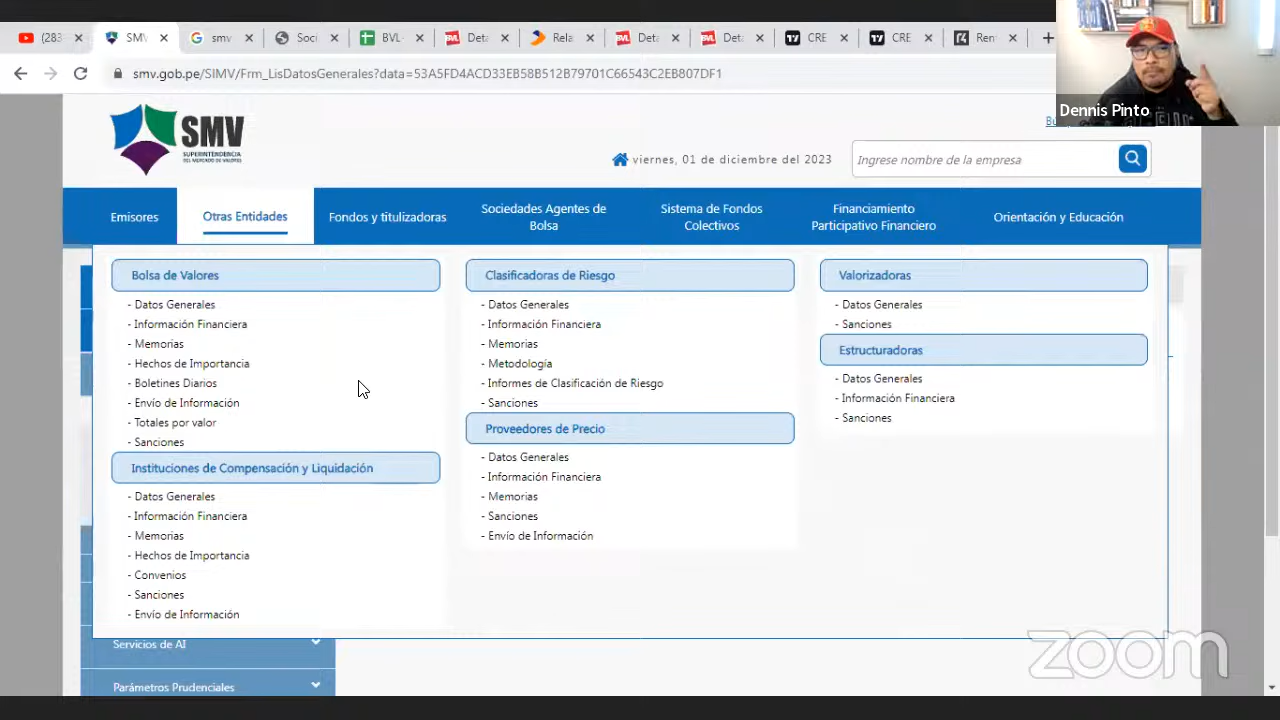 (283
SMV
smv
Soci
BVL
Deta
Rela
Deta
Deta
CRE
CRE
Ren
smv.gob.pe/SIMV/Frm_LisDatosGenerales?data=53A5FD4ACD33EB58B512B79701C66543C2EB807DF1
Dennis Pinto
SMV
SUPERINTENDENCIA
DEL MERCADO DE VALORES
viernes, 01 de diciembre del 2023
Ingrese nombre de la empresa
Emisores
Otras Entidades
Fondos y titulizadoras
Sociedades Agentes de
Bolsa
Sistema de Fondos
Colectivos
Financiamiento
Participativo Financiero
Orientación y Educación
Bolsa de Valores
- Datos Generales
- Información Financiera
- Memorias
- Hechos de Importancia
- Boletines Diarios
- Envío de Información
- Totales por valor
- Sanciones
Instituciones de Compensación y Liquidación
- Datos Generales
- Información Financiera
- Memorias
- Hechos de Importancia
- Convenios
- Sanciones
- Envío de Información
Clasificadoras de Riesgo
- Datos Generales
- Información Financiera
- Memorias
- Metodología
- Informes de Clasificación de Riesgo
- Sanciones
Proveedores de Precio
- Datos Generales
- Información Financiera
- Memorias
- Sanciones
- Envío de Información
Valorizadoras
- Datos Generales
- Sanciones
Estructuradoras
- Datos Generales
- Información Financiera
- Sanciones
Servicios de AI
Parámetros Prudenciales
zoom